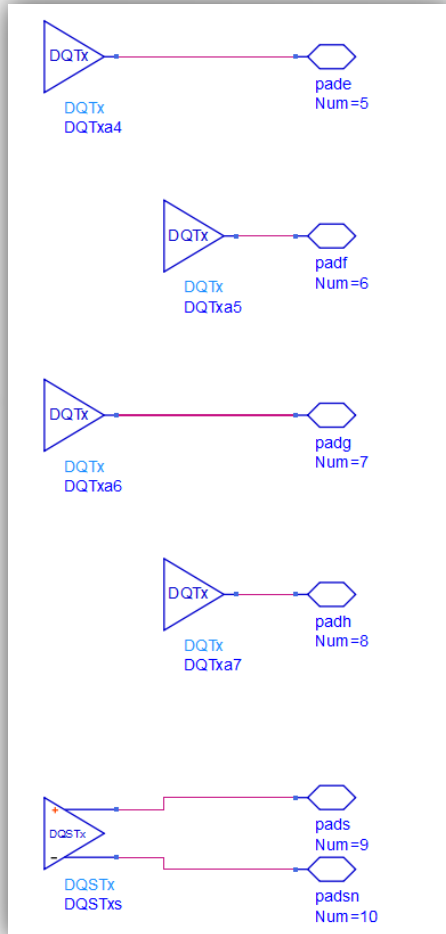 DQTx
pade
Num=5
DQTx
DQTxa4
DQTx
padf
Num=6
DQTx
DQTxa5
DQTx
padg
Num=7
DQTx
DQTxa6
DQTx
padh
Num=8
DQTx
DQTxa7
+
DQSTx
−
pads
Num=9
DQSTx
DQSTxs
padsn
Num=10